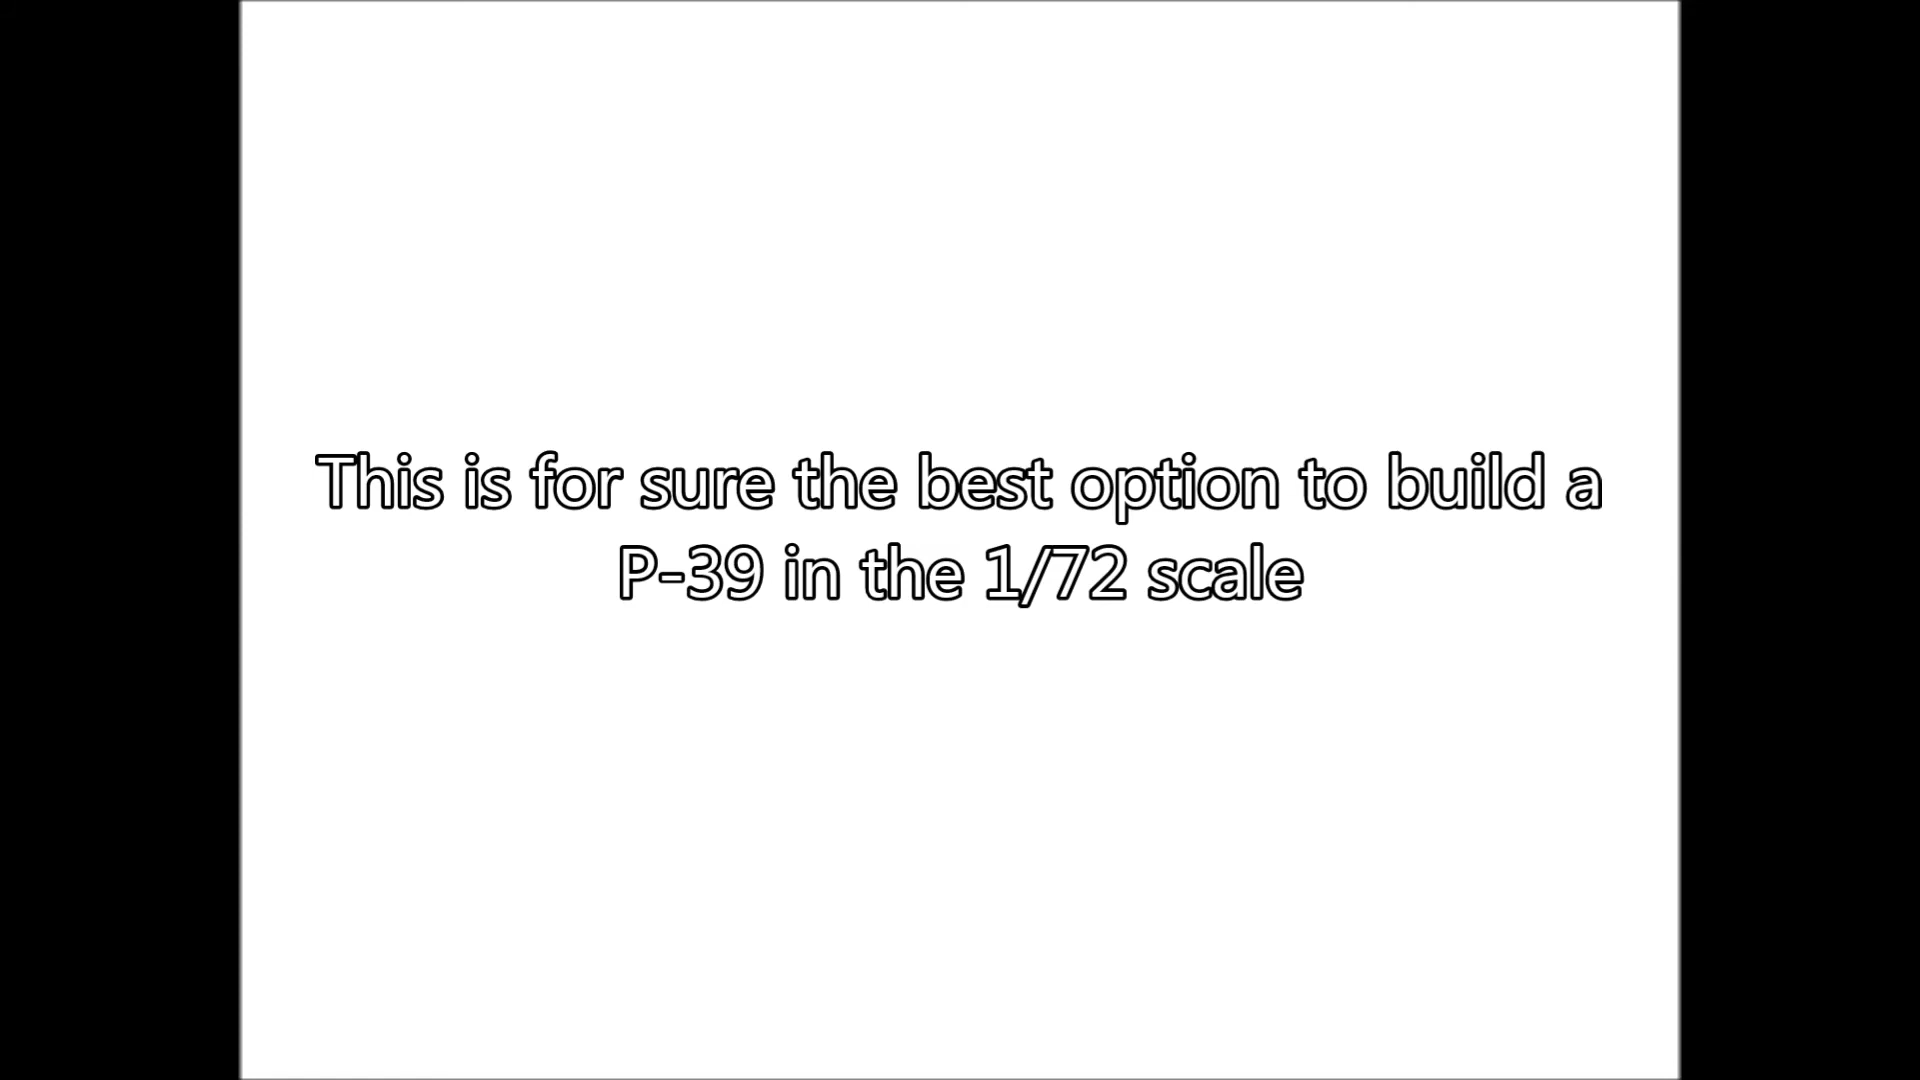 This is for sure the best option to build a
P-39 in the 1/72 scale